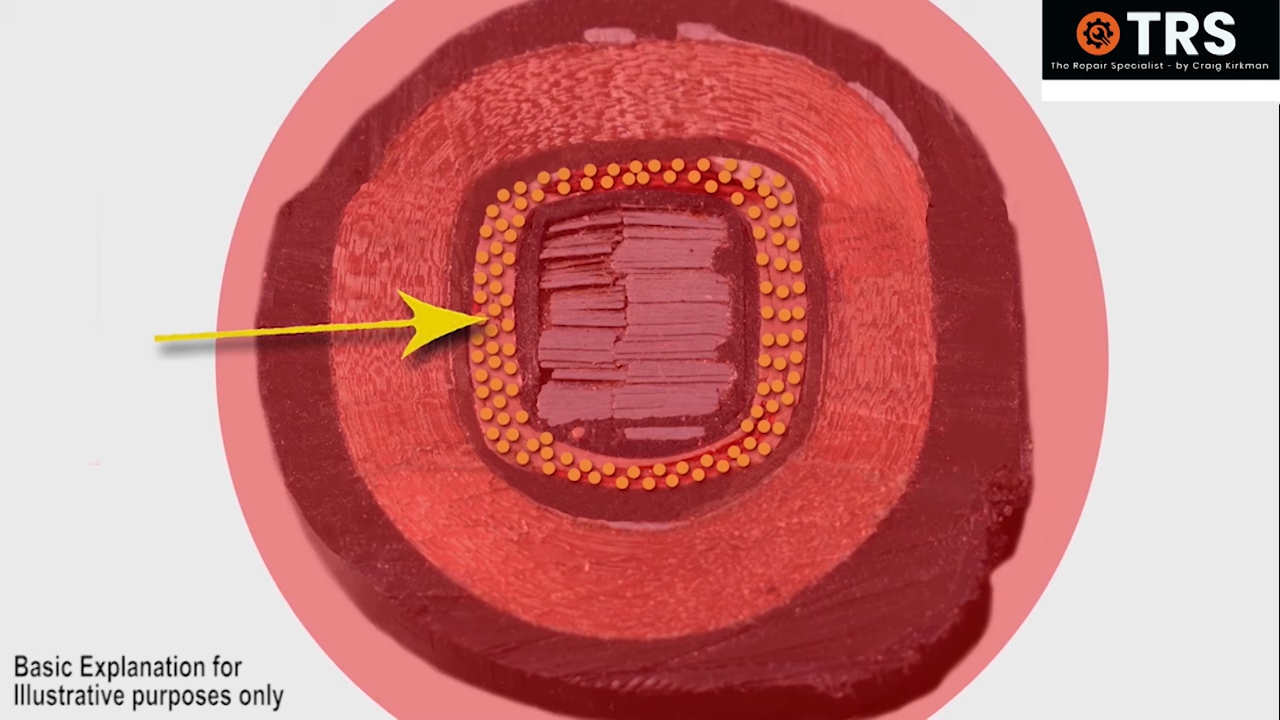 TRS
The Repair Specialist - by Craig Kirkman
Basic Explanation for
Illustrative purposes only